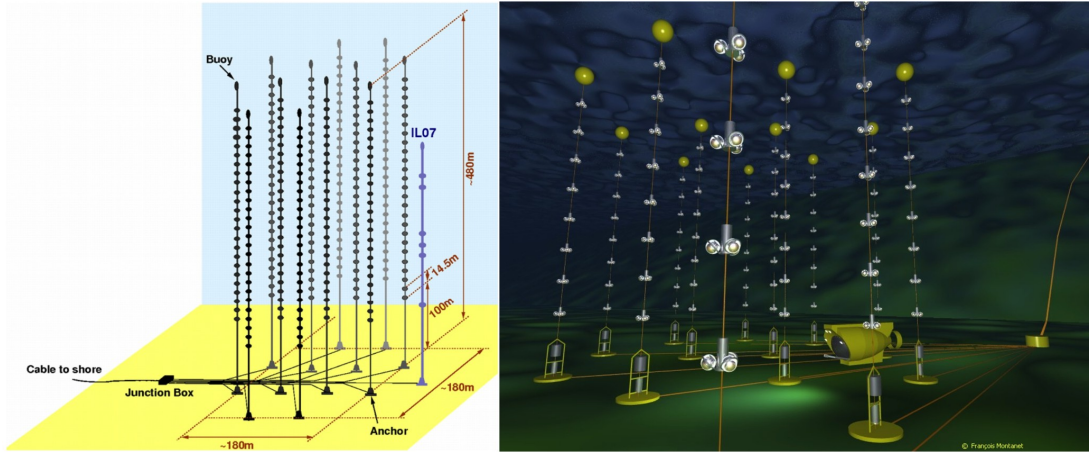 Buoy
IL07
~480m
14.5m
100m
Cable to shore
Junction Box
~180m
Anchor
~180m
© François Montanet